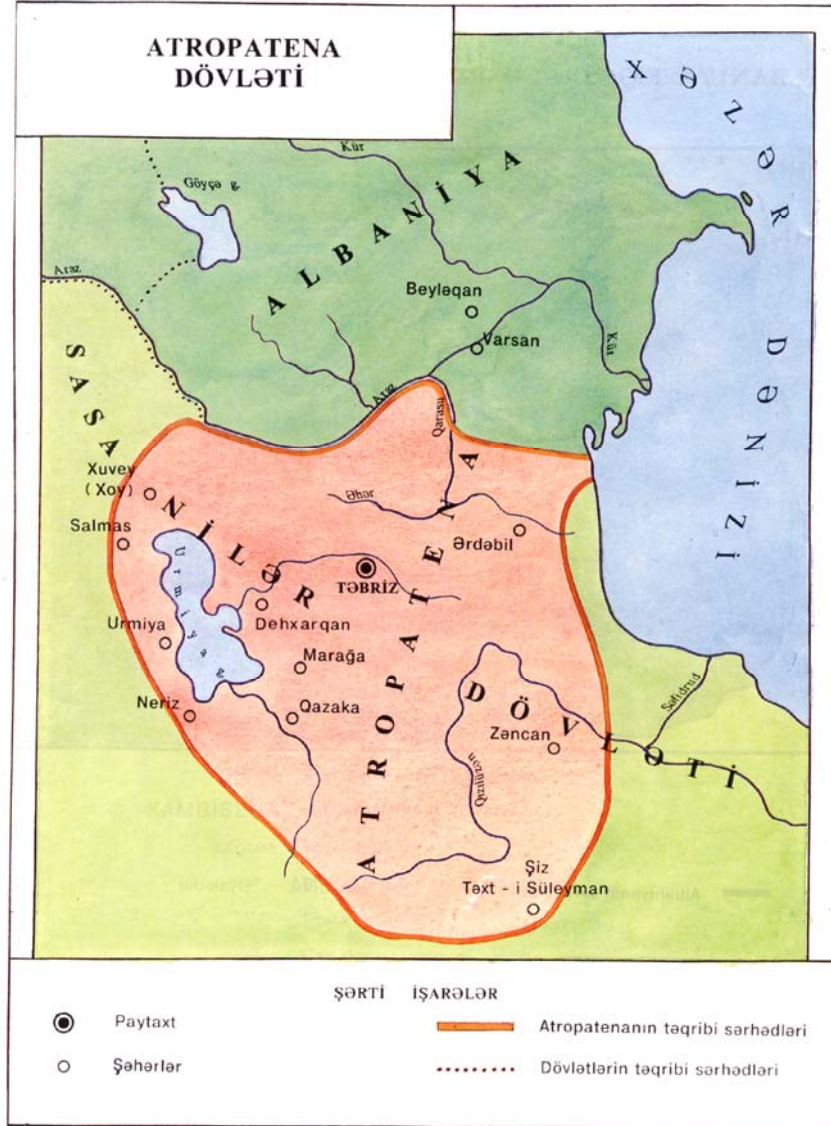 ATROPATENA
DÖVLƏTİ
XƏZƏR DƏNİZİ
Kür
Göyçə g.
ALBANİYA
Araz
Beyləqan
Varsan
Kür
Araz
SASANİLƏR DÖVLƏTİ
Qarasu
ATROPATENA
Xuvey
(Xoy)
Əhər
Salmas
Ərdəbil
Urmiya g.
TƏBRİZ
Dehxarqan
Urmiya
Marağa
Səfidrud
Neriz
Qazaka
Zəncan
Qızılüzən
Şiz
Təxt - i Süleyman
ŞƏRTİ İŞARƏLƏR
Paytaxt
Atropatenanın təqribi sərhədləri
Şəhərlər
Dövlətlərin təqribi sərhədləri